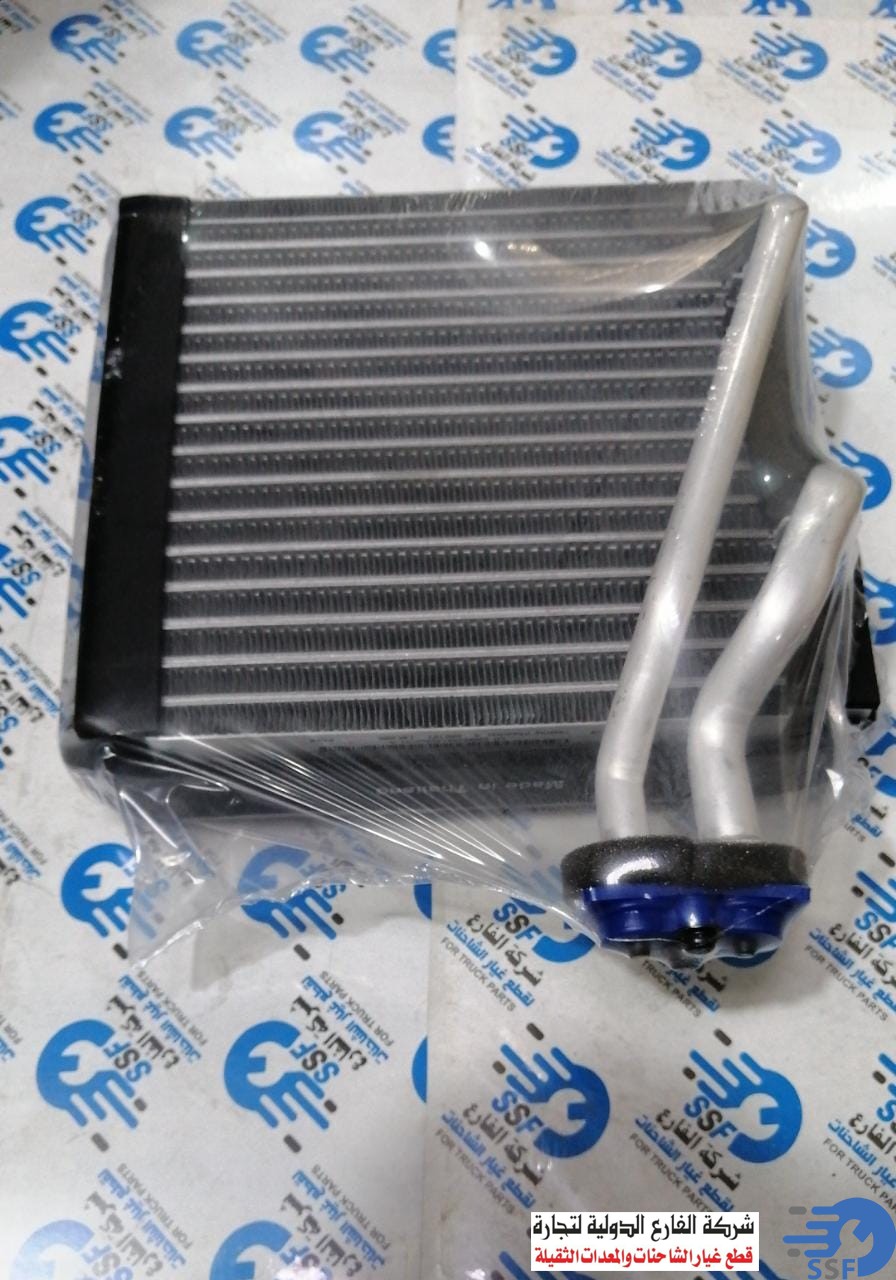 Made in Thailand
SSF
شركة الفارع
لقطع غيار الشاحنات
FOR TRUCK PARTS
شركة الفارع الدولية لتجارة
قطع غيار الشاحنات والمعدات الثقيلة
SSF